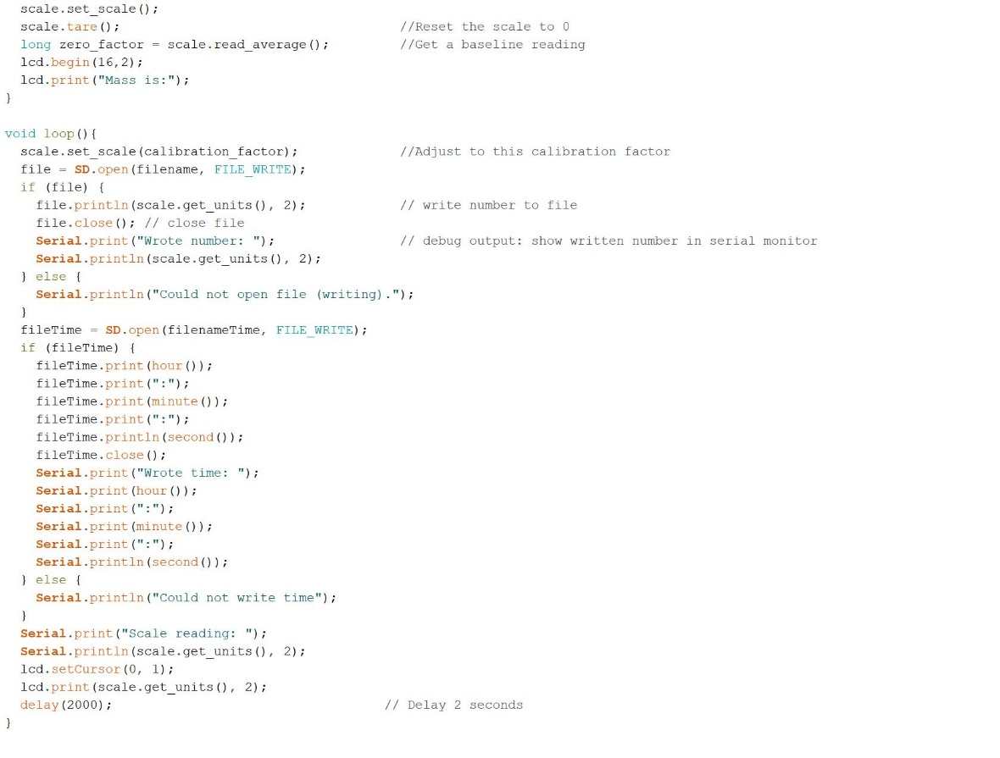 scale.set_scale();
scale.tare(); //Reset the scale to 0
long zero_factor = scale.read_average(); //Get a baseline reading
lcd.begin(16,2);
lcd.print("Mass is:");
}
void loop(){
scale.set_scale(calibration_factor); //Adjust to this calibration factor
file = SD.open(filename, FILE_WRITE);
if (file) {
file.println(scale.get_units(), 2); // write number to file
file.close(); // close file
Serial.print("Wrote number: "); // debug output: show written number in serial monitor
Serial.println(scale.get_units(), 2);
} else {
Serial.println("Could not open file (writing).");
}
fileTime = SD.open(filenameTime, FILE_WRITE);
if (fileTime) {
fileTime.print(hour());
fileTime.print(":");
fileTime.print(minute());
fileTime.print(":");
fileTime.println(second());
fileTime.close();
Serial.print("Wrote time: ");
Serial.print(hour());
Serial.print(":");
Serial.print(minute());
Serial.print(":");
Serial.println(second());
} else {
Serial.println("Could not write time");
}
Serial.print("Scale reading: ");
Serial.println(scale.get_units(), 2);
lcd.setCursor(0, 1);
lcd.print(scale.get_units(), 2);
delay(2000); // Delay 2 seconds
}